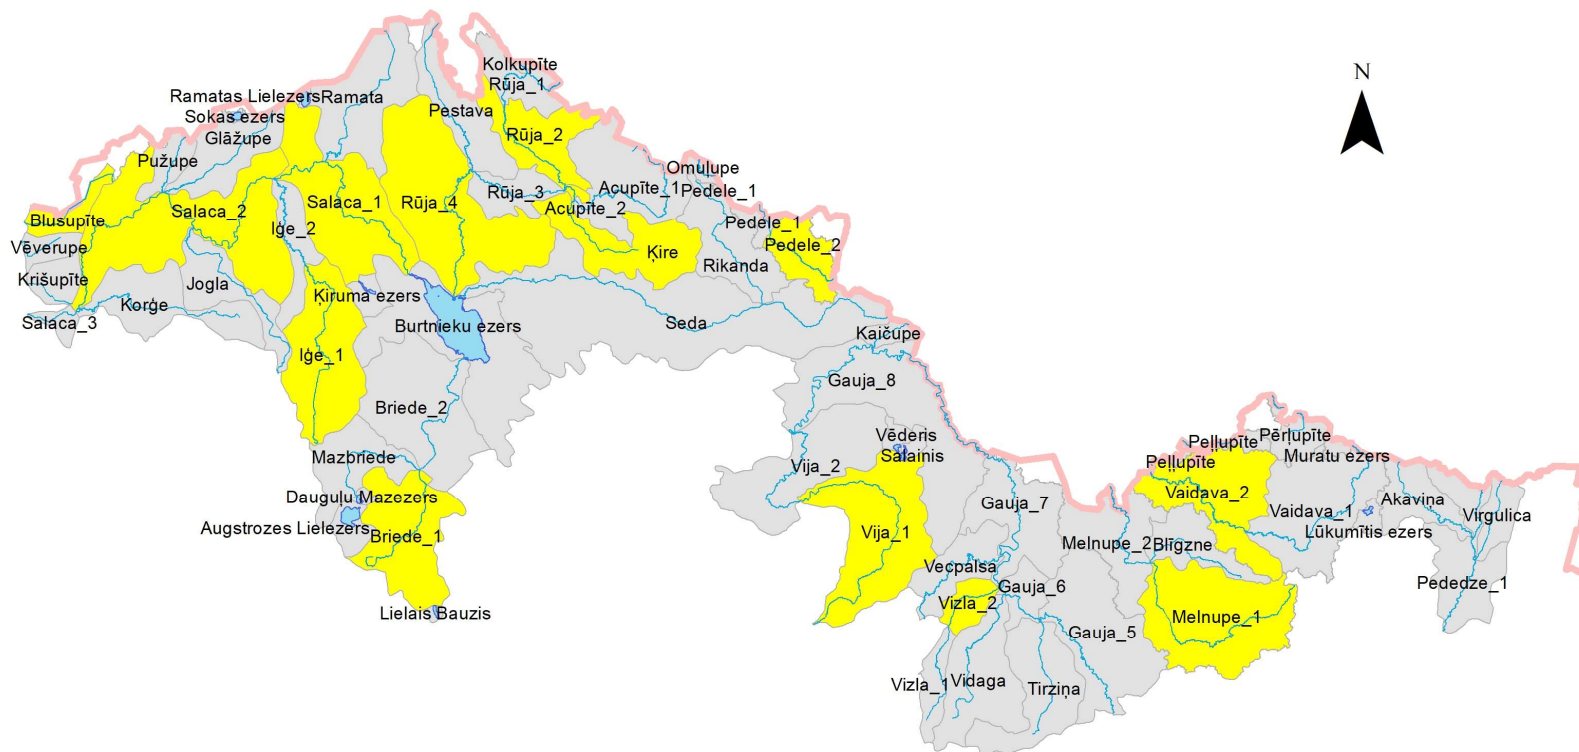 Kolkupīte
N
Rūja_1
Ramatas Lielezers
Ramata
Pestava
Sokas ezers
Glāžupe
Rūja_2
Pužupe
Omuļupe
Rūja_3
Acupīte_1
Pedele_1
Salaca_1
Rūja_4
Salaca_2
Acupīte_2
Blusupīte
Iģe_2
Pedele_1
Vēverupe
Ķire
Pedele_2
Rikanda
Krišupīte
Jogla
Ķiruma ezers
Korģe
Salaca_3
Burtnieku ezers
Seda
Kaičupe
Iģe_1
Gauja_8
Briede_2
Vēderis
Peļļupīte
Pērļupīte
Mazbriede
Salainis
Muratu ezers
Vija_2
Peļļupīte
Dauguļu Mazezers
Vaidava_2
Gauja_7
Akaviņa
Augstrozes Lielezers
Briede_1
Vija_1
Vaidava_1
Virgulica
Lūkumītis ezers
Melnupe_2
Blīgzne
Vecpalsa
Gauja_6
Pededze_1
Vizla_2
Lielais Bauzis
Melnupe_1
Gauja_5
Vizla_1
Vidaga
Tirziņa